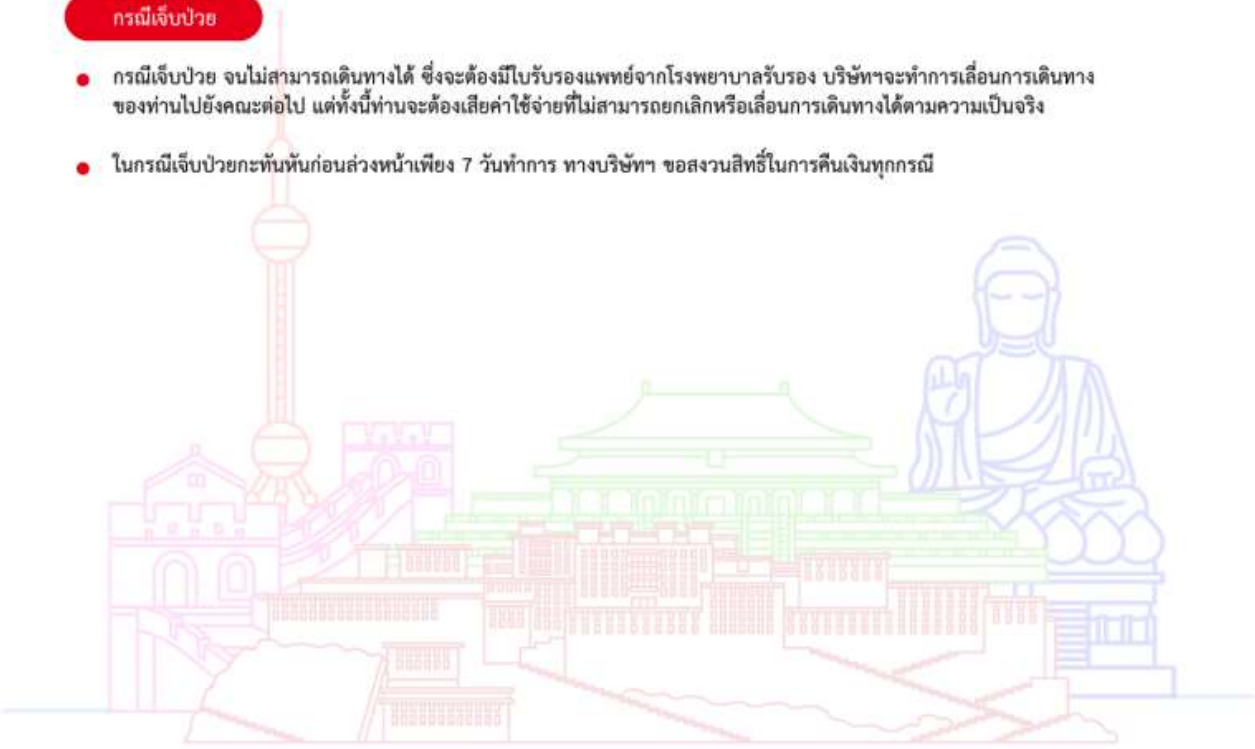 กรณีเจ็บป่วย
กรณีเจ็บป่วย จนไม่สามารถเดินทางได้ ซึ่งจะต้องมีใบรับรองแพทย์จากโรงพยาบาลรับรอง บริษัทฯจะทำการเลื่อนการเดินทาง
ของท่านไปยังคณะต่อไป แต่ทั้งนี้ท่านจะต้องเสียค่าใช้จ่ายที่ไม่สามารถยกเลิกหรือเลื่อนการเดินทางได้ตามความเป็นจริง
ในกรณีเจ็บป่วยกะทันหันก่อนล่วงหน้าเพียง 7 วันทำการ ทางบริษัทฯ ขอสงวนสิทธิ์ในการคืนเงินทุกกรณี